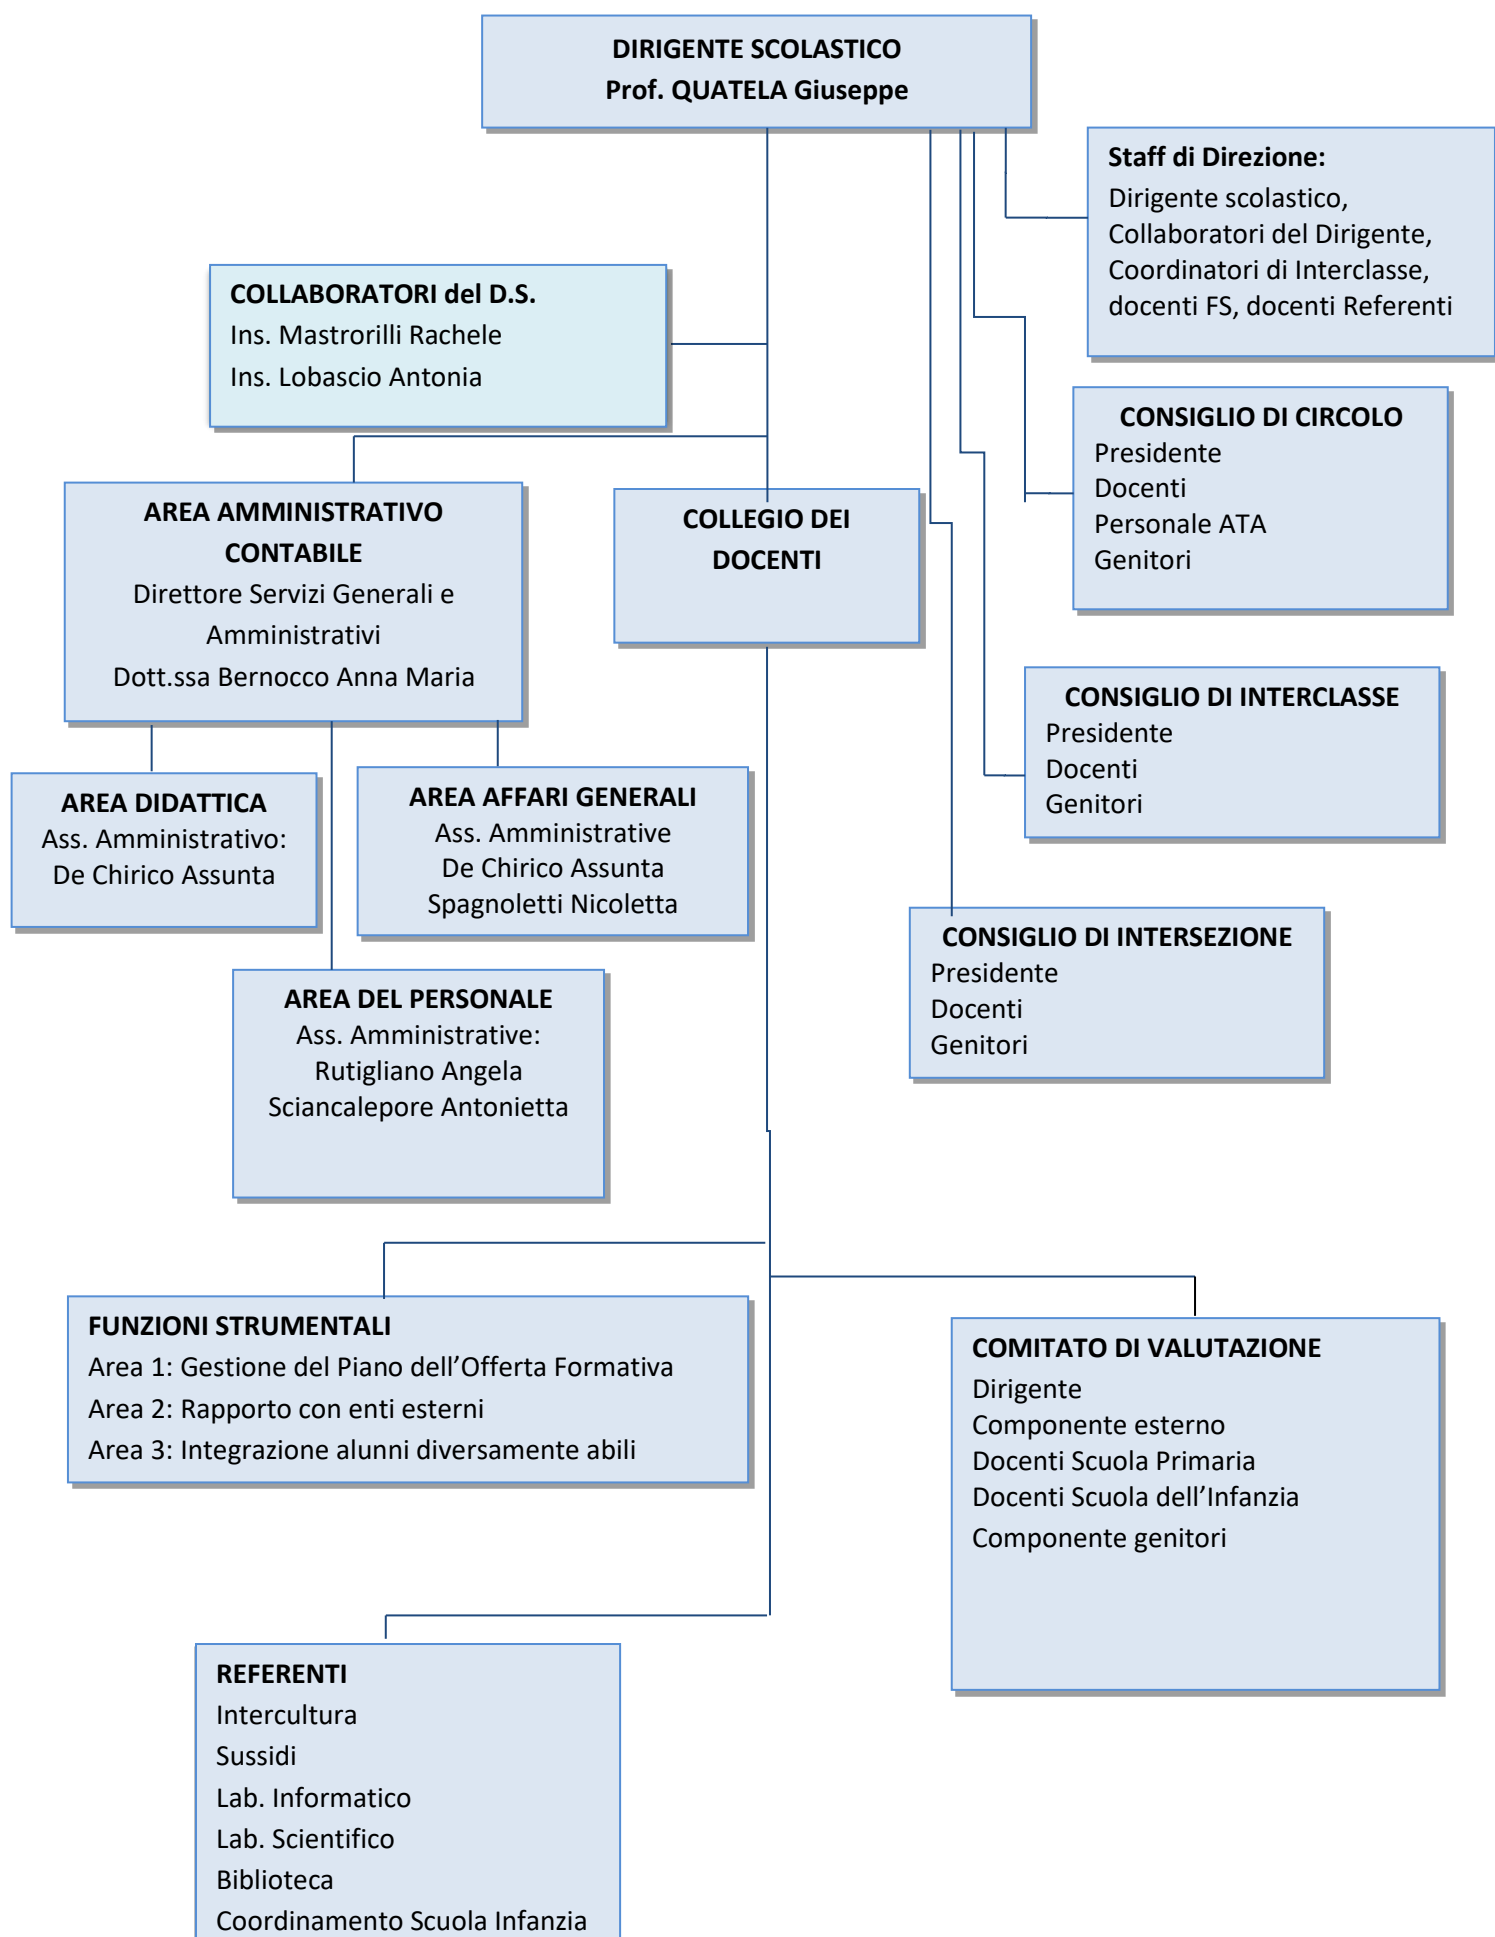 DIRIGENTE SCOLASTICO
Prof. QUATELA Giuseppe
Staff di Direzione:
Dirigente scolastico,
Collaboratori del Dirigente,
Coordinatori di Interclasse,
docenti FS, docenti Referenti
COLLABORATORI del D.S.
Ins. Mastrorilli Rachele
Ins. Lobascio Antonia
CONSIGLIO DI CIRCOLO
Presidente
Docenti
Personale ATA
Genitori
AREA AMMINISTRATIVO
CONTABILE
Direttore Servizi Generali e
Amministrativi
Dott.ssa Bernocco Anna Maria
COLLEGIO DEI
DOCENTI
CONSIGLIO DI INTERCLASSE
Presidente
Docenti
Genitori
AREA DIDATTICA
Ass. Amministrativo:
De Chirico Assunta
AREA AFFARI GENERALI
Ass. Amministrative
De Chirico Assunta
Spagnoletti Nicoletta
CONSIGLIO DI INTERSEZIONE
Presidente
Docenti
Genitori
AREA DEL PERSONALE
Ass. Amministrative:
Rutigliano Angela
Sciancalepore Antonietta
FUNZIONI STRUMENTALI
Area 1: Gestione del Piano dell’Offerta Formativa
Area 2: Rapporto con enti esterni
Area 3: Integrazione alunni diversamente abili
COMITATO DI VALUTAZIONE
Dirigente
Componente esterno
Docenti Scuola Primaria
Docenti Scuola dell’Infanzia
Componente genitori
REFERENTI
Intercultura
Sussidi
Lab. Informatico
Lab. Scientifico
Biblioteca
Coordinamento Scuola Infanzia